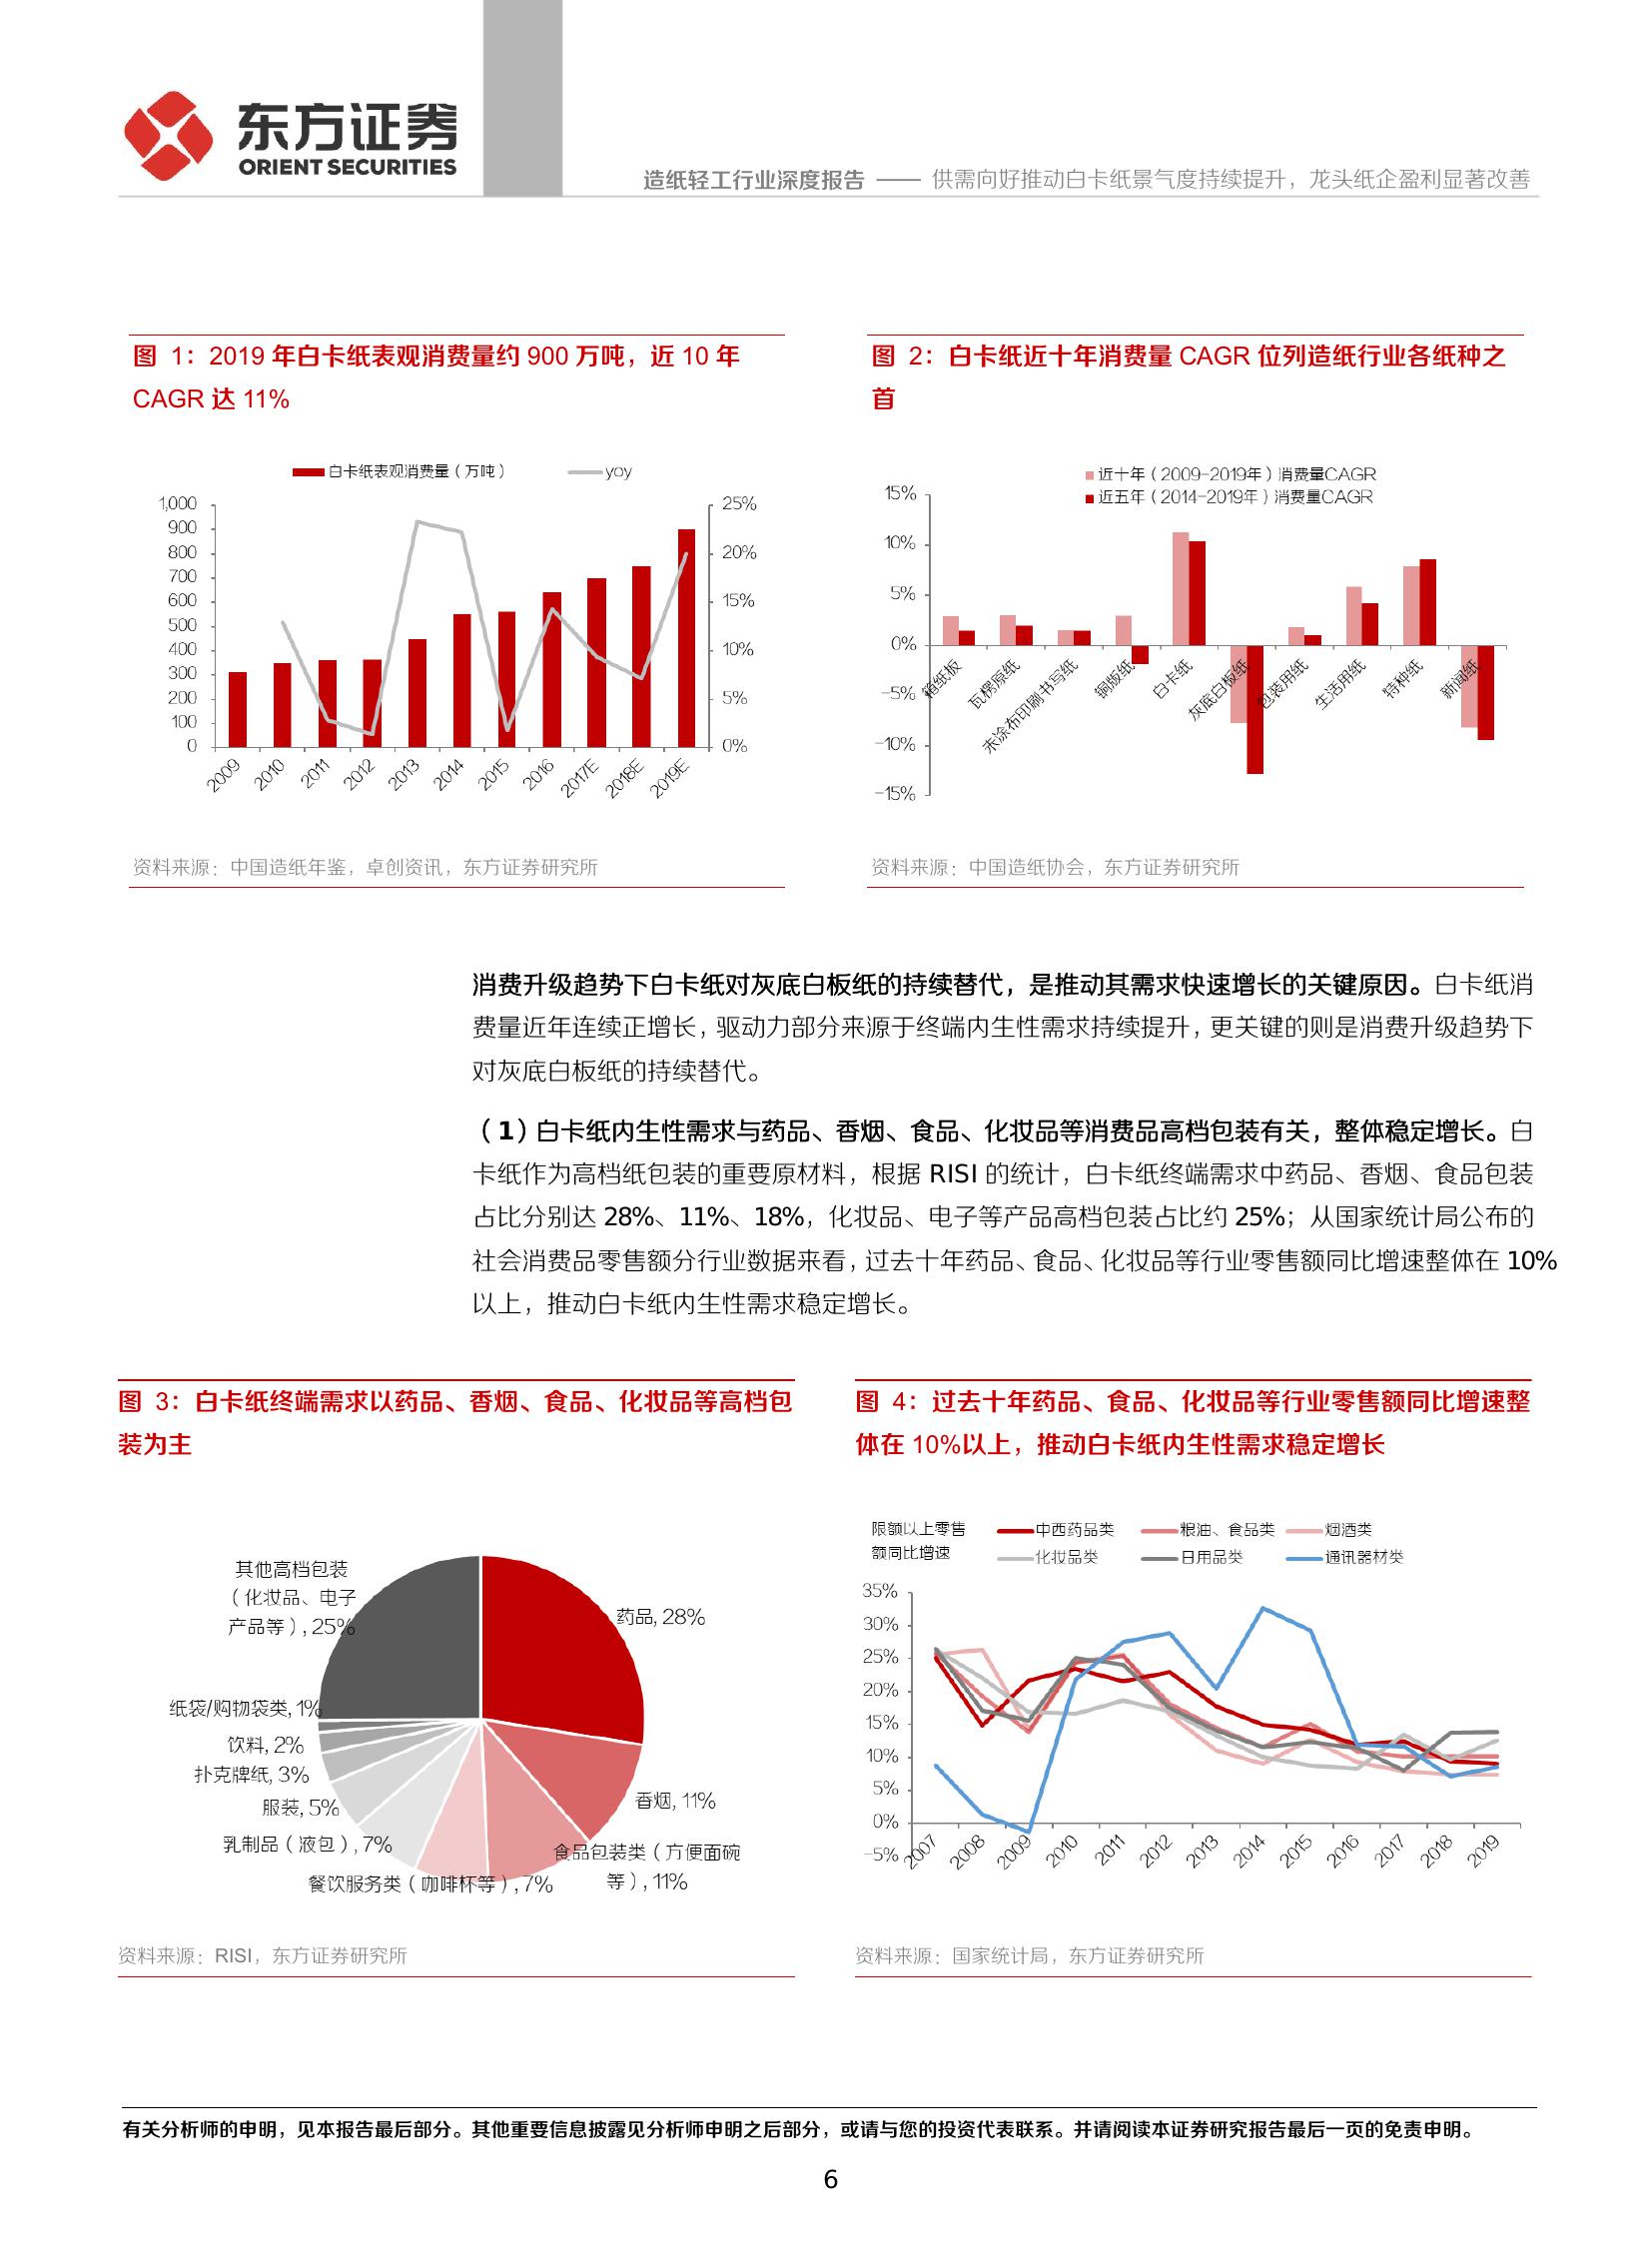 东方证券
ORIENT SECURITIES
造纸轻工行业深度报告 —— 供需向好推动白卡纸景气度持续提升，龙头纸企盈利显著改善
图 1：2019 年白卡纸表观消费量约 900 万吨，近 10 年
CAGR 达 11%
白卡纸表观消费量（万吨） yoy
1,000
900
800
700
600
500
400
300
200
100
0
25%
20%
15%
10%
5%
0%
2009 2010 2011 2012 2013 2014 2015 2016 2017E 2018E 2019E
资料来源：中国造纸年鉴，卓创资讯，东方证券研究所
图 2：白卡纸近十年消费量 CAGR 位列造纸行业各纸种之
首
近十年（2009-2019年）消费量CAGR
近五年（2014-2019年）消费量CAGR
15%
10%
5%
0%
-5%
-10%
-15%
箱纸板 瓦楞原纸 未涂布印刷书写纸 铜版纸 白卡纸 灰底白板纸 包装用纸 生活用纸 特种纸 新闻纸
资料来源：中国造纸协会，东方证券研究所
消费升级趋势下白卡纸对灰底白板纸的持续替代，是推动其需求快速增长的关键原因。白卡纸消
费量近年连续正增长，驱动力部分来源于终端内生性需求持续提升，更关键的则是消费升级趋势下
对灰底白板纸的持续替代。
（1）白卡纸内生性需求与药品、香烟、食品、化妆品等消费品高档包装有关，整体稳定增长。白
卡纸作为高档纸包装的重要原材料，根据 RISI 的统计，白卡纸终端需求中药品、香烟、食品包装
占比分别达 28%、11%、18%，化妆品、电子等产品高档包装占比约 25%；从国家统计局公布的
社会消费品零售额分行业数据来看，过去十年药品、食品、化妆品等行业零售额同比增速整体在 10%
以上，推动白卡纸内生性需求稳定增长。
图 3：白卡纸终端需求以药品、香烟、食品、化妆品等高档包
装为主
其他高档包装
（化妆品、电子
产品等）, 25%
药品, 28%
纸袋/购物袋类, 1%
饮料, 2%
扑克牌纸, 3%
服装, 5%
香烟, 11%
乳制品（液包）, 7%
食品包装类（方便面碗
等）, 11%
餐饮服务类（咖啡杯等）, 7%
资料来源：RISI，东方证券研究所
图 4：过去十年药品、食品、化妆品等行业零售额同比增速整
体在 10%以上，推动白卡纸内生性需求稳定增长
限额以上零售
额同比增速
中西药品类 粮油、食品类 烟酒类
化妆品类 日用品类 通讯器材类
35%
30%
25%
20%
15%
10%
5%
0%
-5%
2007 2008 2009 2010 2011 2012 2013 2014 2015 2016 2017 2018 2019
资料来源：国家统计局，东方证券研究所
有关分析师的申明，见本报告最后部分。其他重要信息披露见分析师申明之后部分，或请与您的投资代表联系。并请阅读本证券研究报告最后一页的免责申明。
6